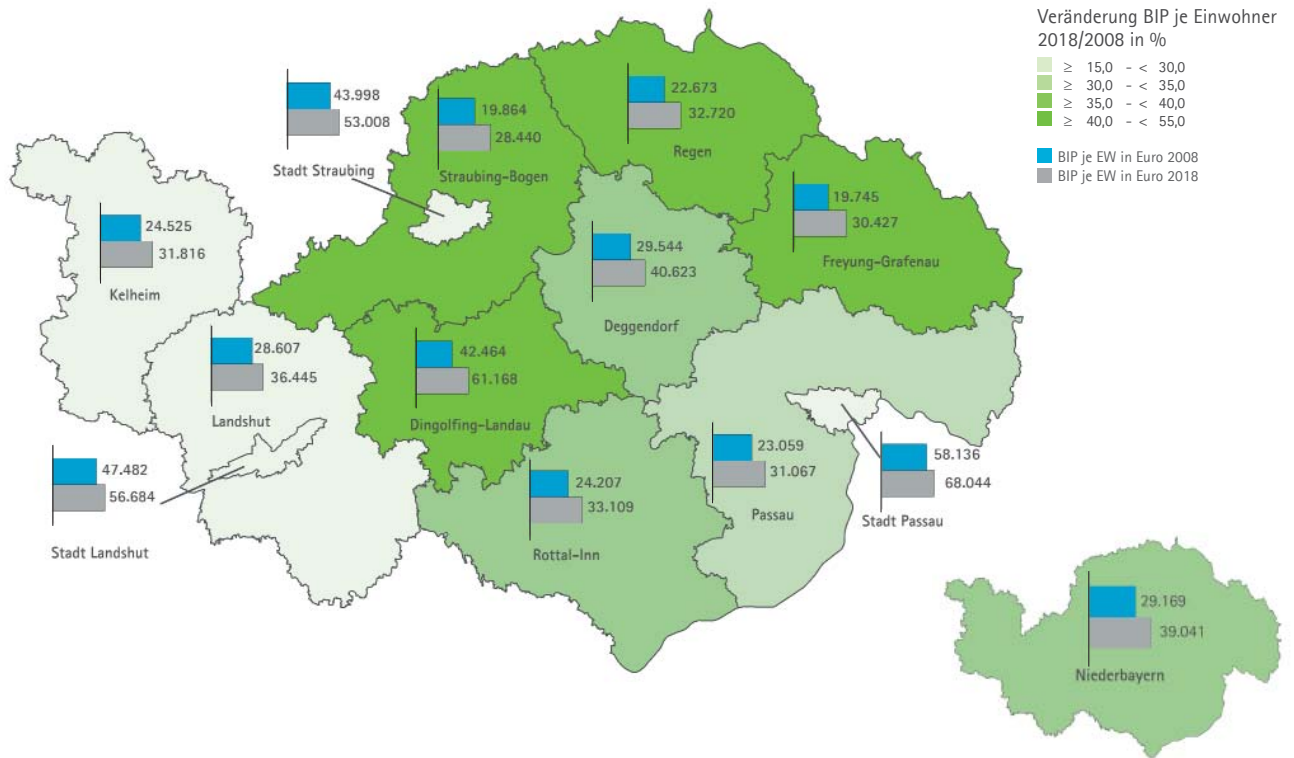 Veränderung BIP je Einwohner
2018/2008 in %
≥ 15,0 - < 30,0
≥ 30,0 - < 35,0
≥ 35,0 - < 40,0
≥ 40,0 - < 55,0
BIP je EW in Euro 2008
BIP je EW in Euro 2018
43.998
53.008
Stadt Straubing
19.864
28.440
Straubing-Bogen
22.673
32.720
Regen
24.525
31.816
Kelheim
29.544
40.623
Deggendorf
19.745
30.427
Freyung-Grafenau
28.607
36.445
Landshut
42.464
61.168
Dingolfing-Landau
47.482
56.684
Stadt Landshut
24.207
33.109
Rottal-Inn
23.059
31.067
Passau
58.136
68.044
Stadt Passau
29.169
39.041
Niederbayern